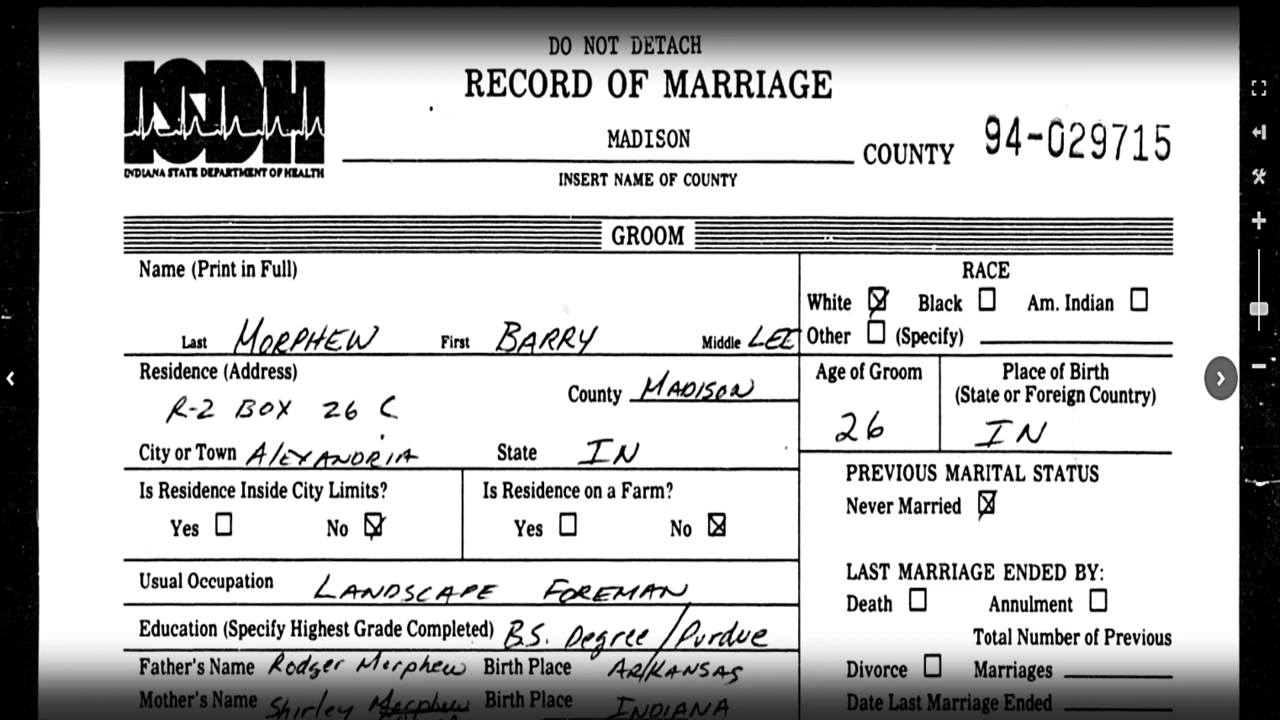 DO NOT DETACH
RECORD OF MARRIAGE
ISDH
INDIANA STATE DEPARTMENT OF HEALTH
MADISON COUNTY 94-029715
INSERT NAME OF COUNTY
GROOM
Name (Print in Full)
Last MORPHEW First BARRY Middle LEE
RACE
White Black Am. Indian
Other (Specify)
Residence (Address)
R-2 BOX 26 C
County MADISON
City or Town ALEXANDRIA State IN
Age of Groom
26
Place of Birth
(State or Foreign Country)
IN
Is Residence Inside City Limits?
Yes No
Is Residence on a Farm?
Yes No
PREVIOUS MARITAL STATUS
Never Married
Usual Occupation LANDSCAPE FOREMAN
Education (Specify Highest Grade Completed) B.S. Degree/Purdue
Father's Name Rodger Morphew Birth Place ARKANSAS
Mother's Name Shirley Morphew Birth Place INDIANA
LAST MARRIAGE ENDED BY:
Death Annulment
Total Number of Previous
Divorce Marriages
Date Last Marriage Ended